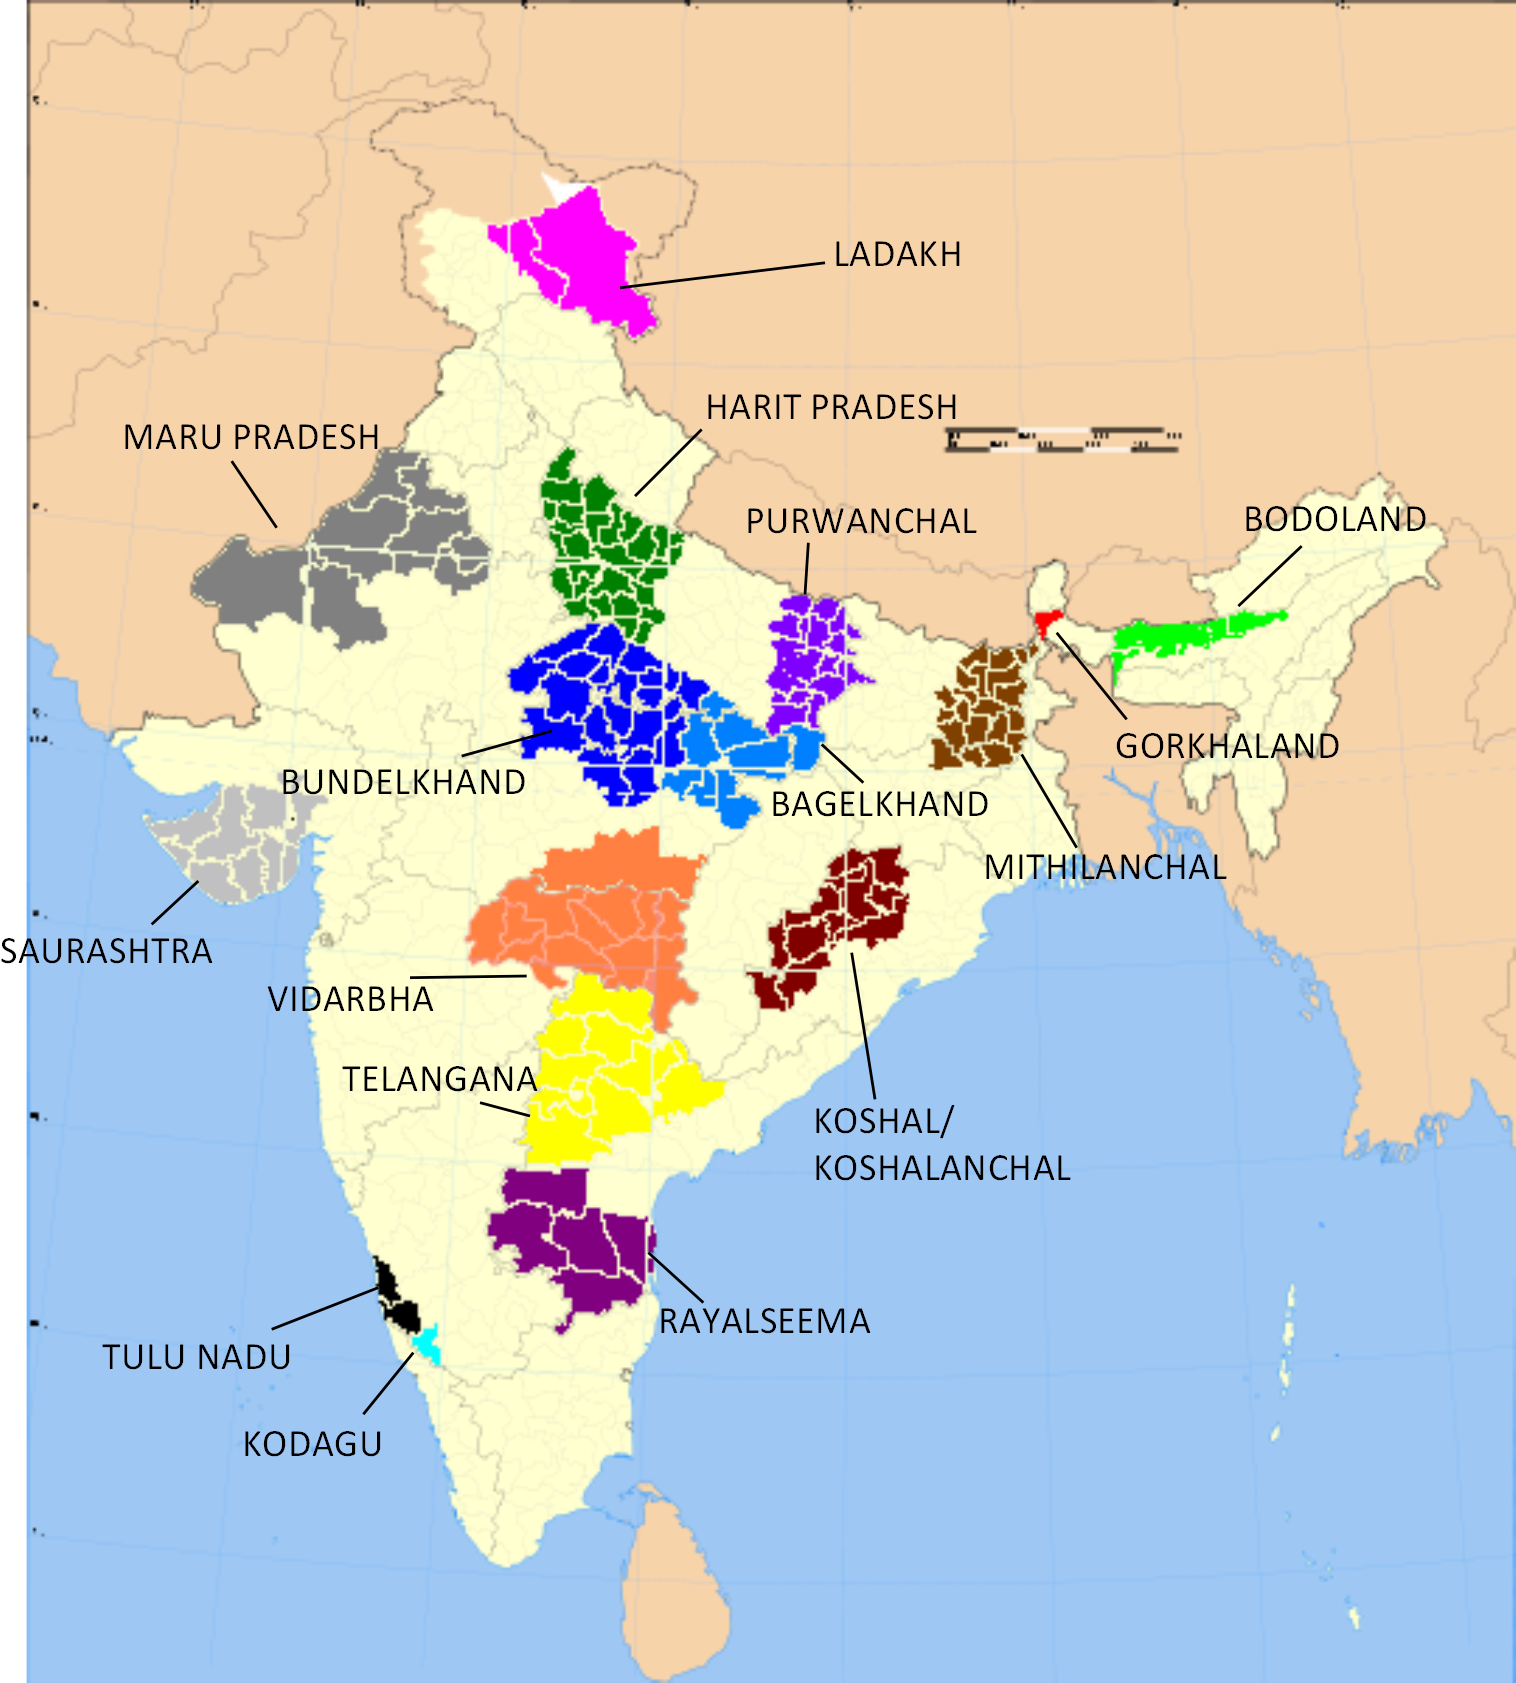 LADAKH
HARIT PRADESH
MARU PRADESH
PURWANCHAL
BODOLAND
GORKHALAND
BUNDELKHAND
BAGELKHAND
MITHILANCHAL
SAURASHTRA
VIDARBHA
TELANGANA
KOSHAL/
KOSHALANCHAL
RAYALSEEMA
TULU NADU
KODAGU